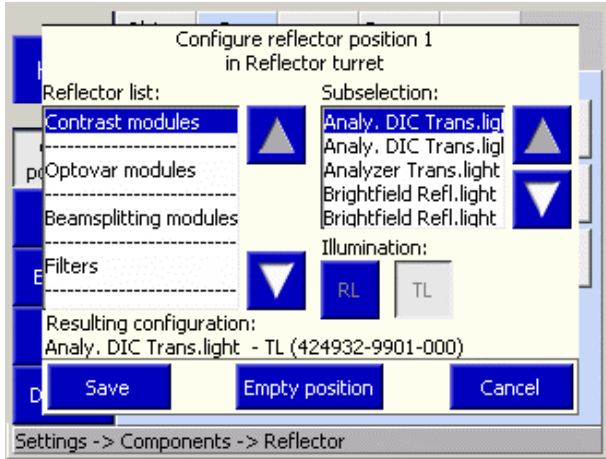 Configure reflector position 1
in Reflector turret
Reflector list:
Subselection:
Contrast modules
------------------------
Optovar modules
------------------------
Beamsplitting modules
------------------------
Filters
------------------------
Analy. DIC Trans.lig
Analy. DIC Trans.ligl
Analyzer Trans.light
Brightfield Refl.light
Brightfield Refl.light
Illumination:
RL
TL
Resulting configuration:
Analy. DIC Trans.light - TL (424932-9901-000)
Save
Empty position
Cancel
Settings -> Components -> Reflector